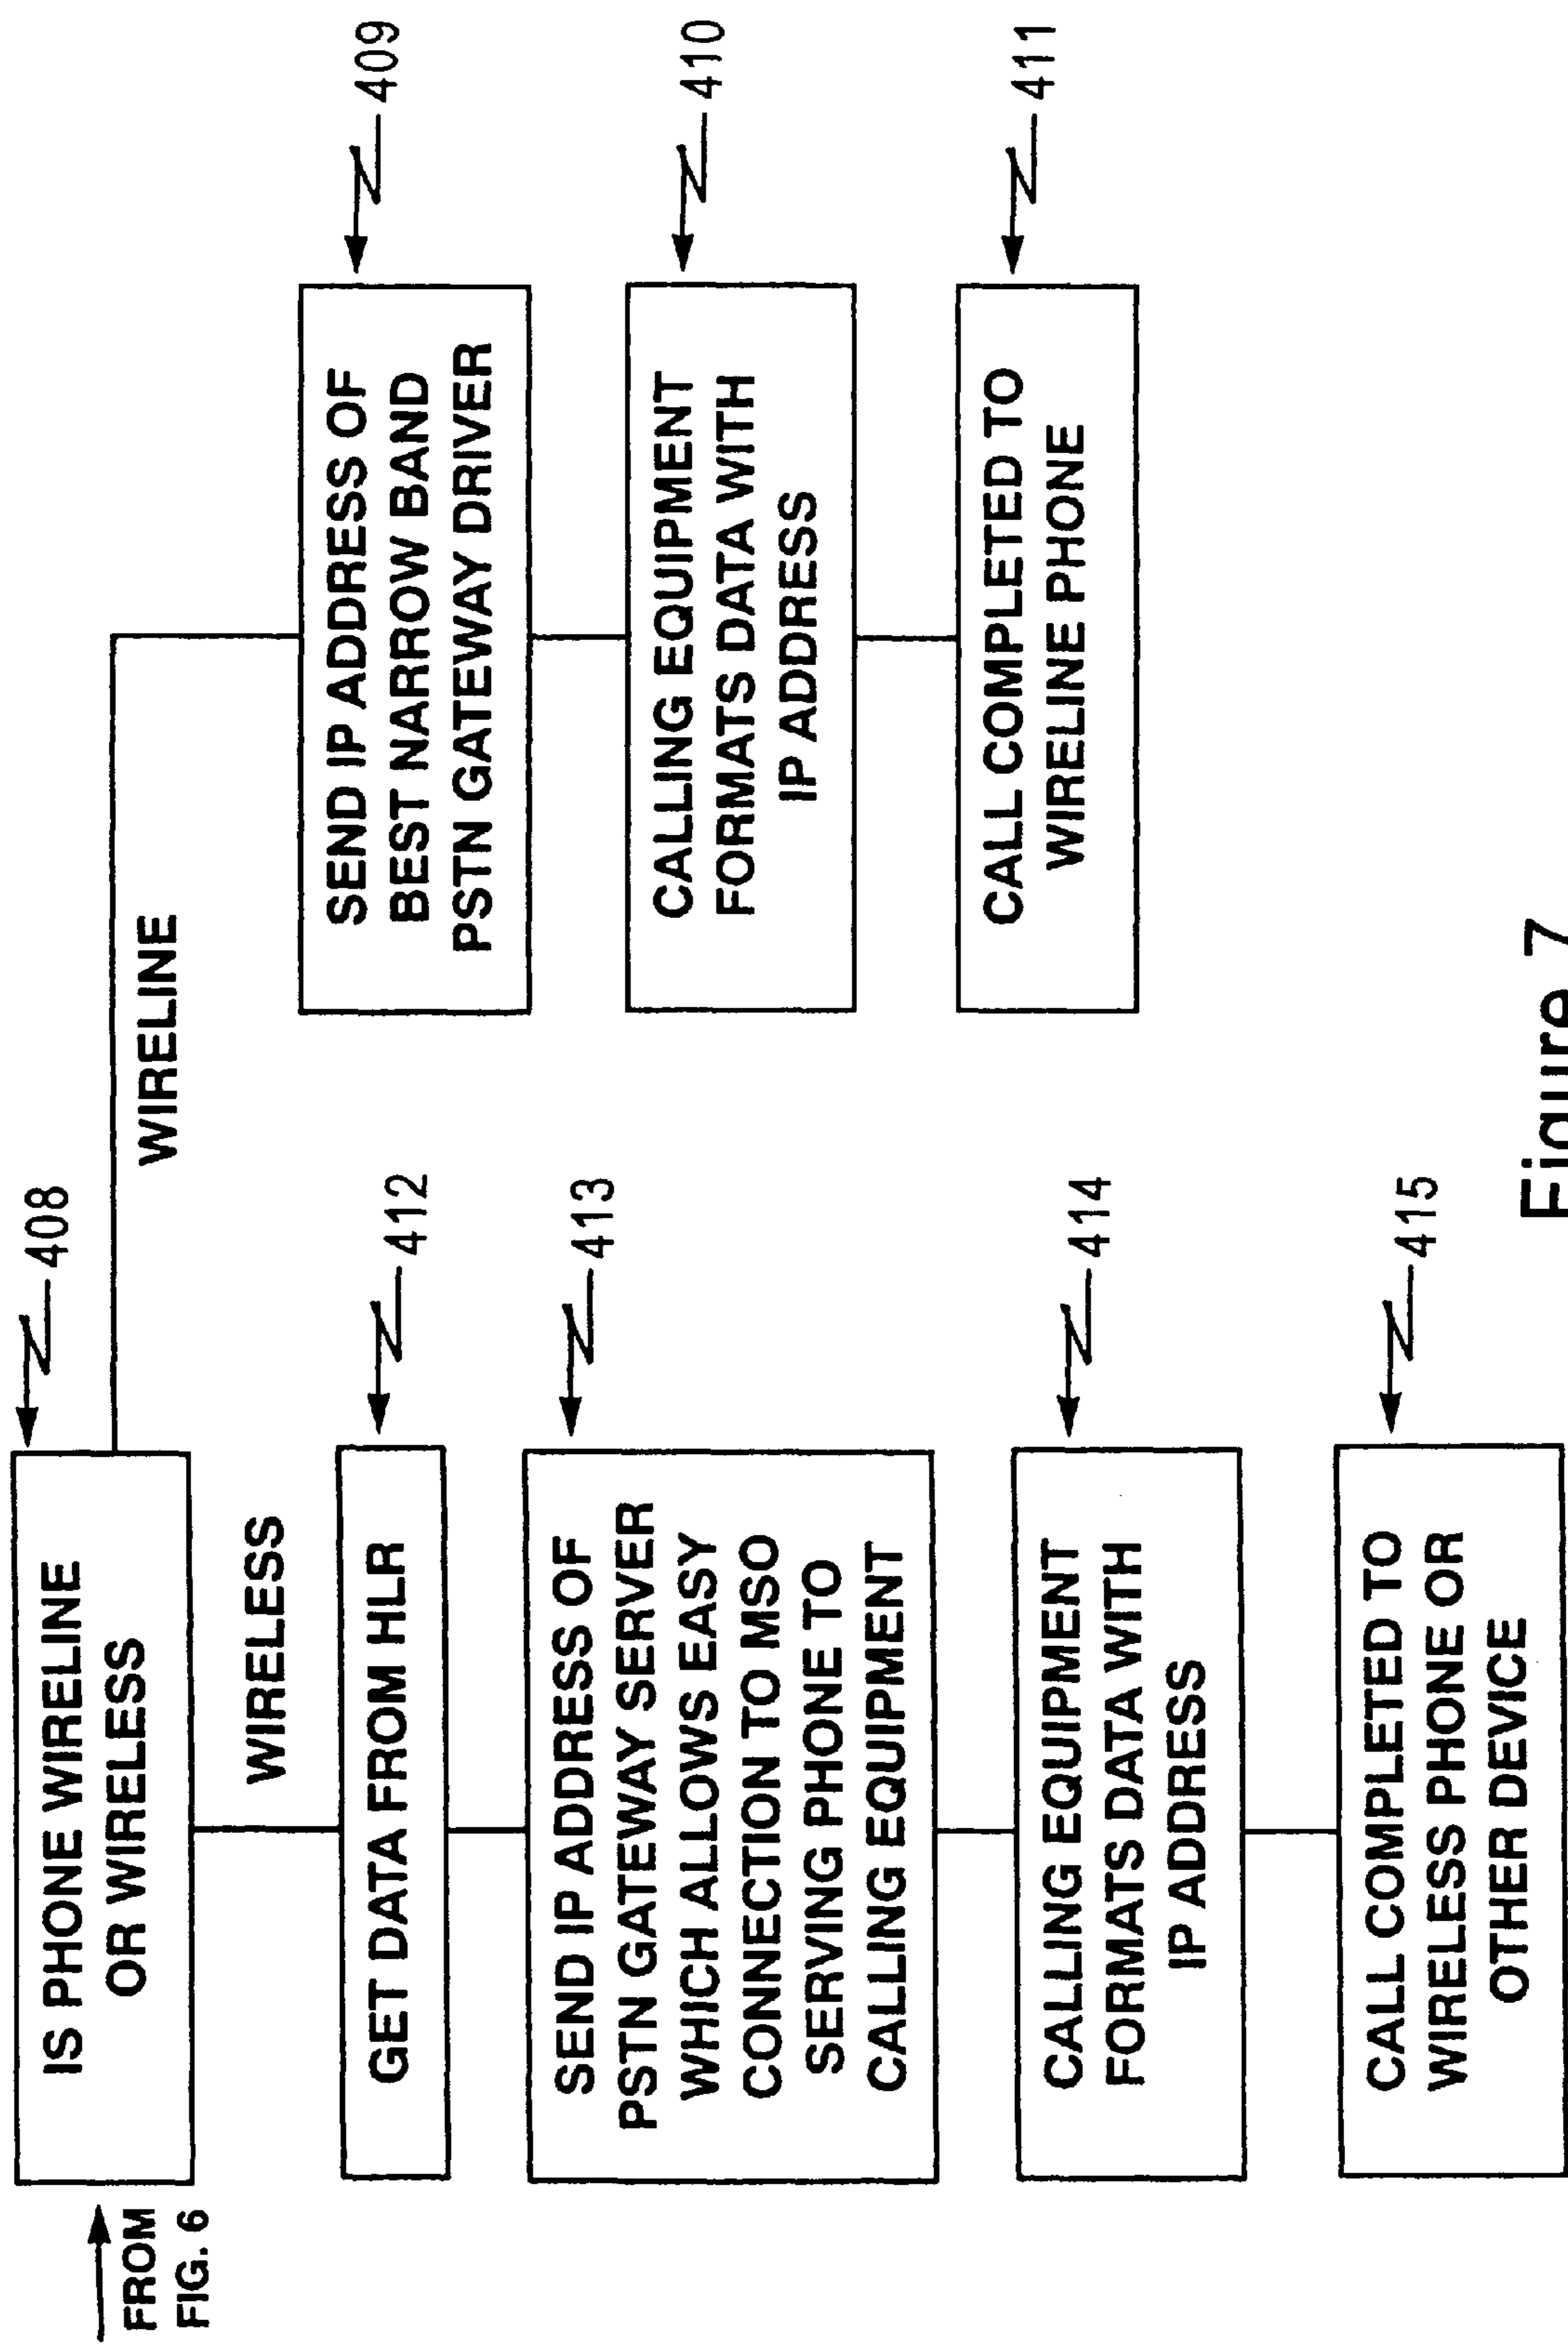 FROM
FIG. 6
IS PHONE WIRELINE
OR WIRELESS
408
WIRELINE
WIRELESS
GET DATA FROM HLR
412
SEND IP ADDRESS OF
PSTN GATEWAY SERVER
WHICH ALLOWS EASY
CONNECTION TO MSO
SERVING PHONE TO
CALLING EQUIPMENT
413
CALLING EQUIPMENT
FORMATS DATA WITH
IP ADDRESS
414
CALL COMPLETED TO
WIRELESS PHONE OR
OTHER DEVICE
415
SEND IP ADDRESS OF
BEST NARROW BAND
PSTN GATEWAY DRIVER
409
CALLING EQUIPMENT
FORMATS DATA WITH
IP ADDRESS
410
CALL COMPLETED TO
WIRELINE PHONE
411
Figure 7